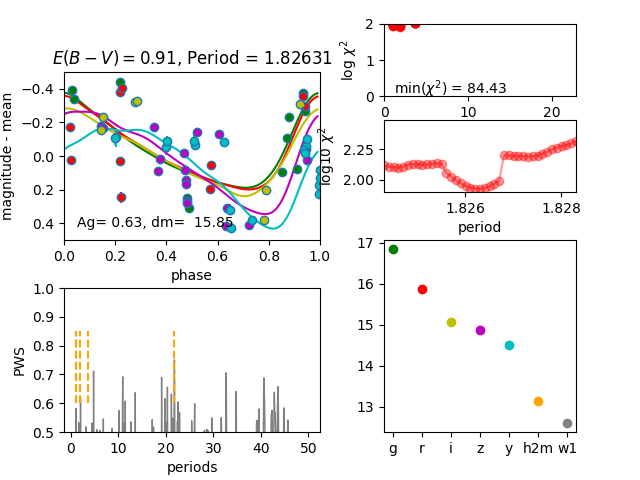 E(B − V) = 0.91, Period = 1.82631
magnitude - mean
−0.4
−0.2
0.0
0.2
0.4
Ag= 0.63, dm=  15.85
0.0 0.2 0.4 0.6 0.8 1.0
phase
log χ²
2
1
0
min(χ²) = 84.43
0 10 20
log10 χ²
2.25
2.00
1.826 1.828
period
PWS
1.0
0.9
0.8
0.7
0.6
0.5
0 10 20 30 40 50
periods
17
16
15
14
13
g r i z y h2m w1